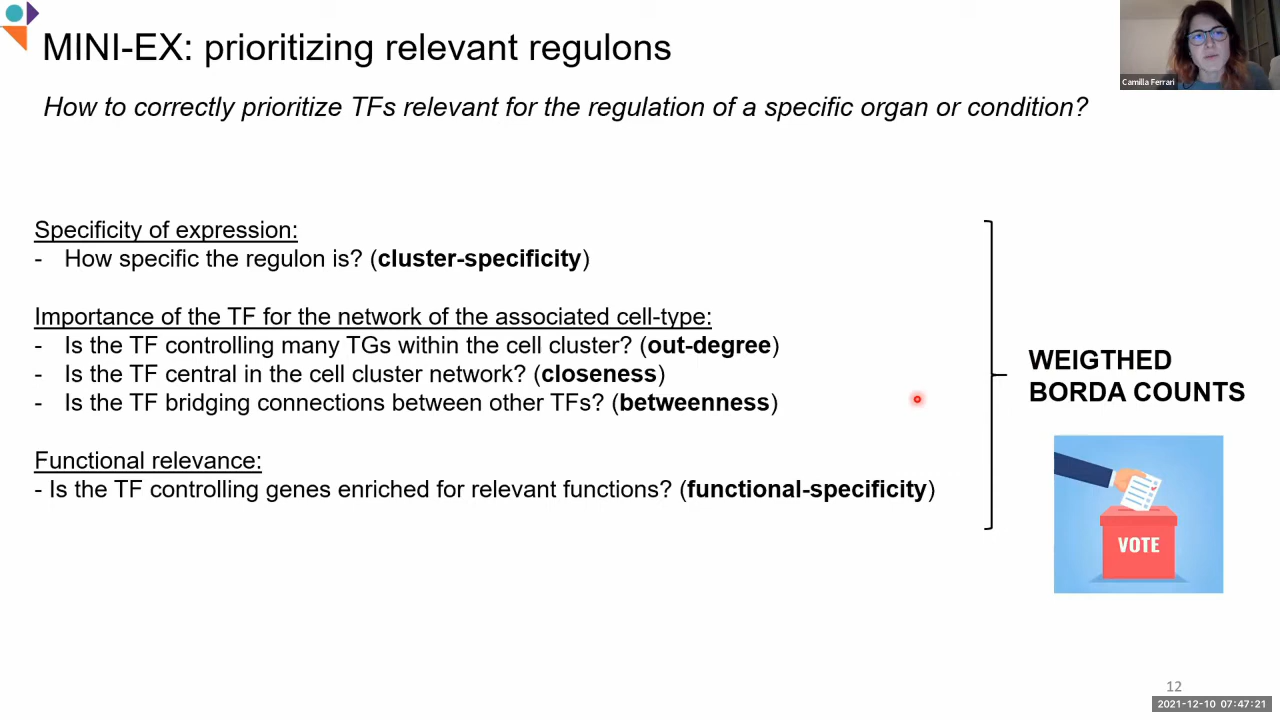 MINI-EX: prioritizing relevant regulons
Camilla Ferrari
How to correctly prioritize TFs relevant for the regulation of a specific organ or condition?
Specificity of expression:
- How specific the regulon is? (cluster-specificity)
Importance of the TF for the network of the associated cell-type:
- Is the TF controlling many TGs within the cell cluster? (out-degree)
- Is the TF central in the cell cluster network? (closeness)
- Is the TF bridging connections between other TFs? (betweenness)
Functional relevance:
- Is the TF controlling genes enriched for relevant functions? (functional-specificity)
WEIGTHED
BORDA COUNTS
VOTE
12
2021-12-10 07:47:21